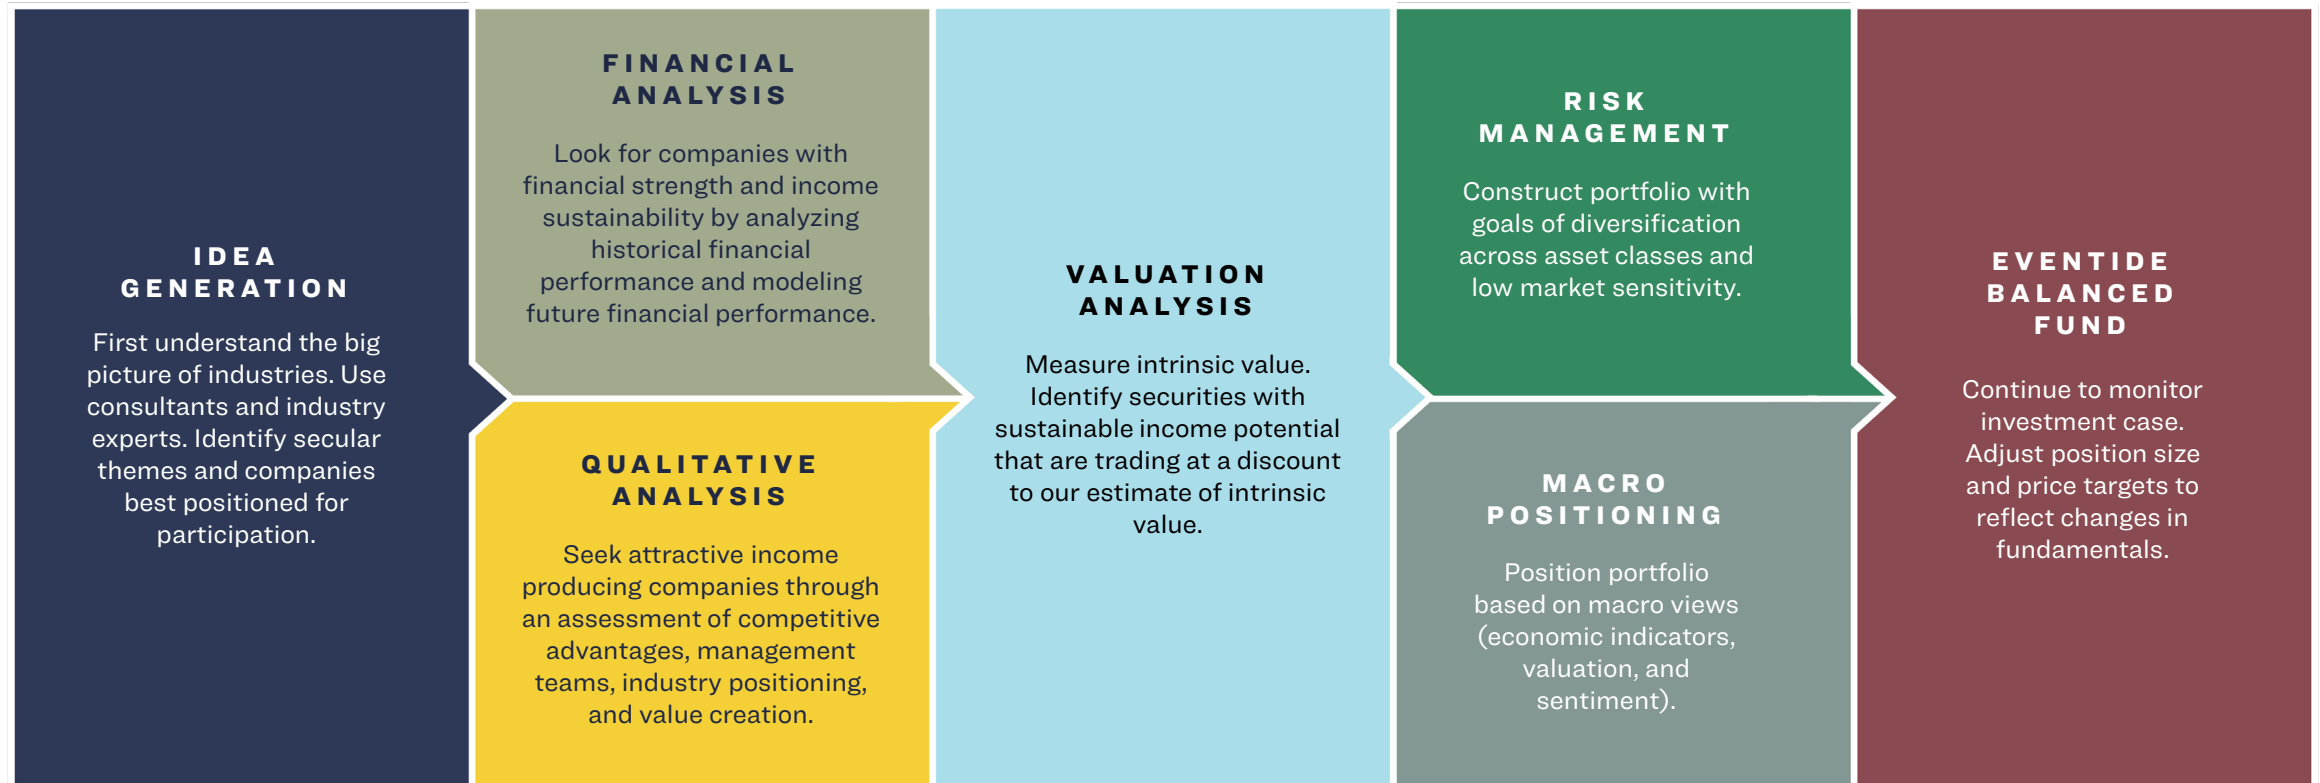 IDEA
GENERATION
First understand the big
picture of industries. Use
consultants and industry
experts. Identify secular
themes and companies
best positioned for
participation.
FINANCIAL
ANALYSIS
Look for companies with
financial strength and income
sustainability by analyzing
historical financial
performance and modeling
future financial performance.
QUALITATIVE
ANALYSIS
Seek attractive income
producing companies through
an assessment of competitive
advantages, management
teams, industry positioning,
and value creation.
VALUATION
ANALYSIS
Measure intrinsic value.
Identify securities with
sustainable income potential
that are trading at a discount
to our estimate of intrinsic
value.
RISK
MANAGEMENT
Construct portfolio with
goals of diversification
across asset classes and
low market sensitivity.
MACRO
POSITIONING
Position portfolio
based on macro views
(economic indicators,
valuation, and
sentiment).
EVENTIDE
BALANCED
FUND
Continue to monitor
investment case.
Adjust position size
and price targets to
reflect changes in
fundamentals.